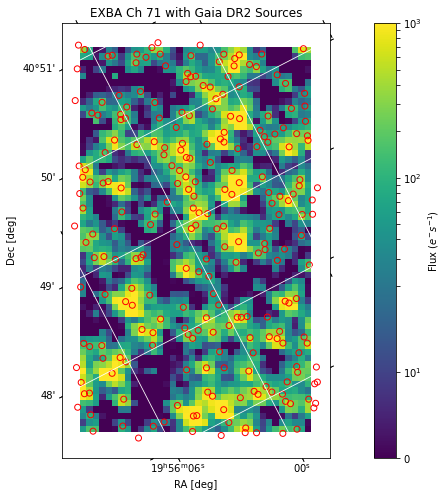 EXBA Ch 71 with Gaia DR2 Sources
40°51'
50'
49'
48'
Dec [deg]
19ʰ56ᵐ06ˢ
00ˢ
RA [deg]
10³
10²
10¹
0
Flux (e⁻s⁻¹)